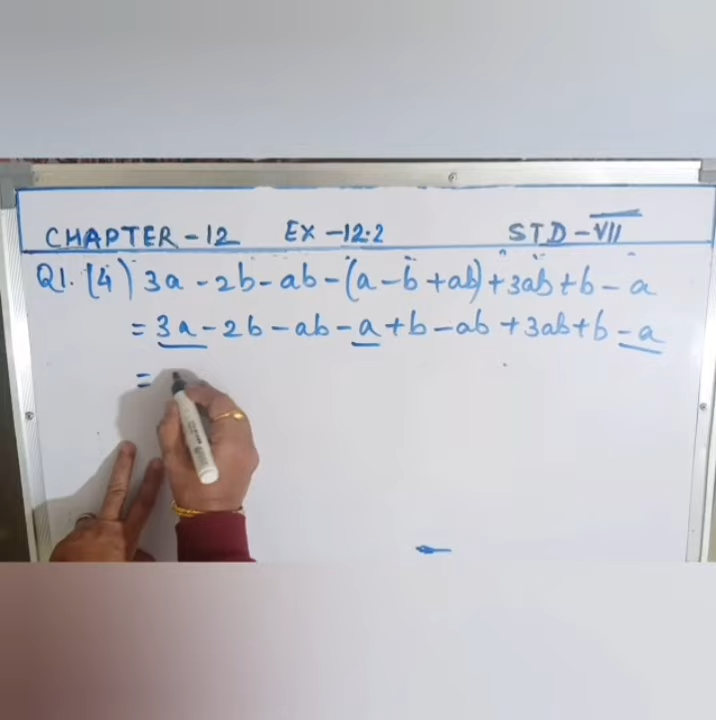 CHAPTER-12 EX-12.2 STD-VII
Q1. (4) 3a - 2b - ab - (a - b + ab) + 3ab + b - a
= 3a - 2b - ab - a + b - ab + 3ab + b - a
=